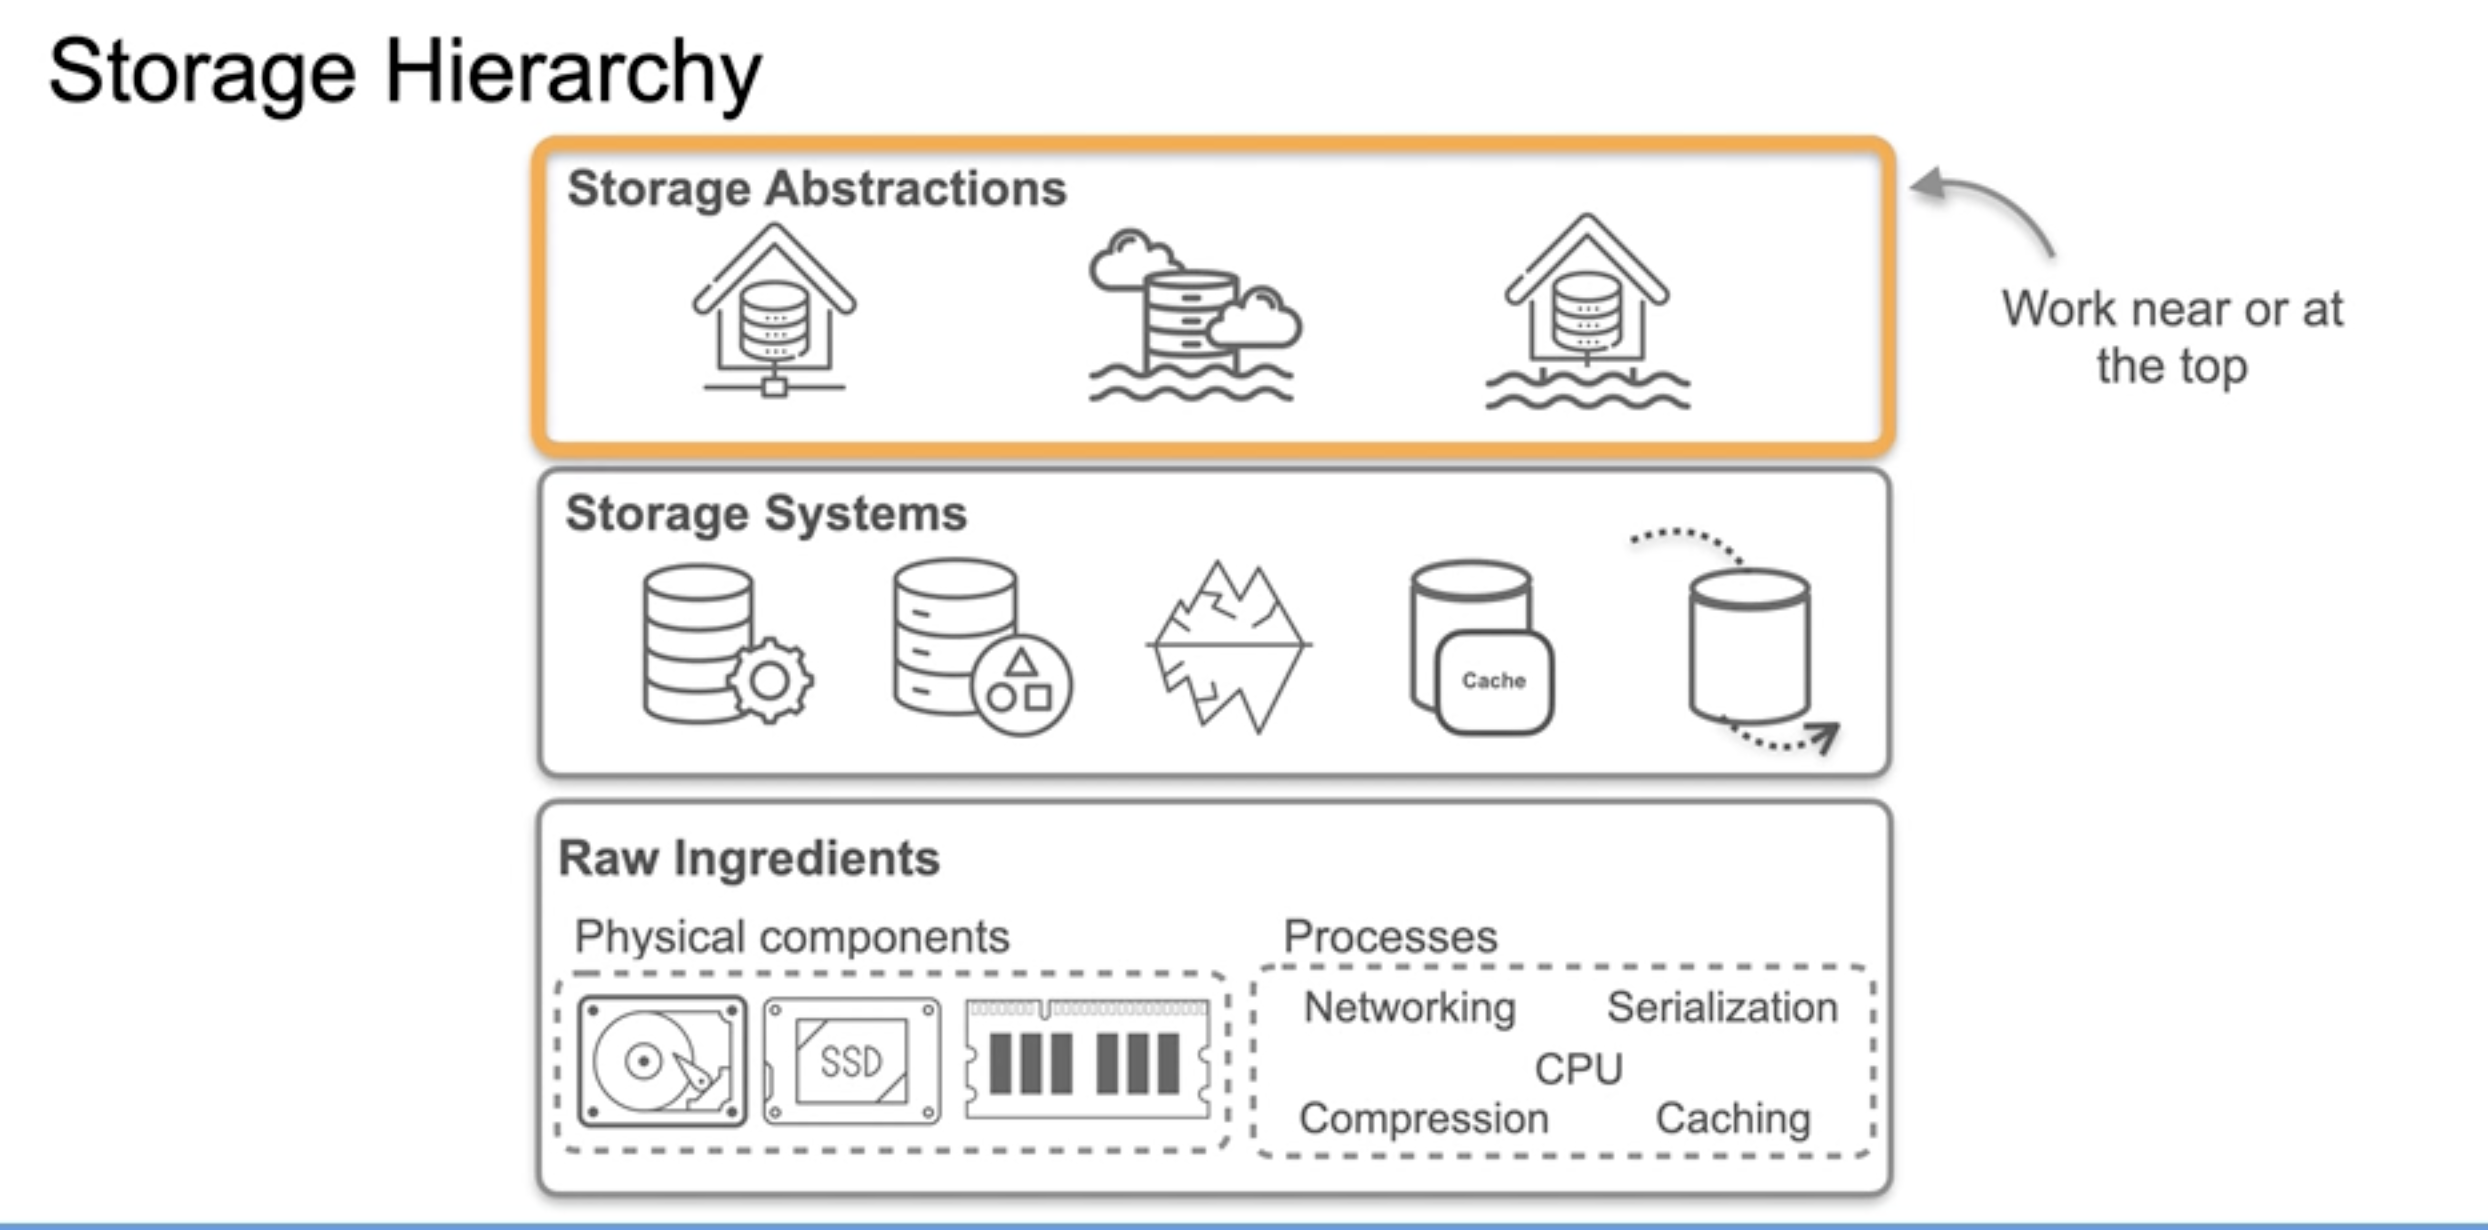 Storage Hierarchy
Storage Abstractions
Work near or at
the top
Storage Systems
Cache
Raw Ingredients
Physical components
Processes
SSD
Networking
Serialization
CPU
Compression
Caching